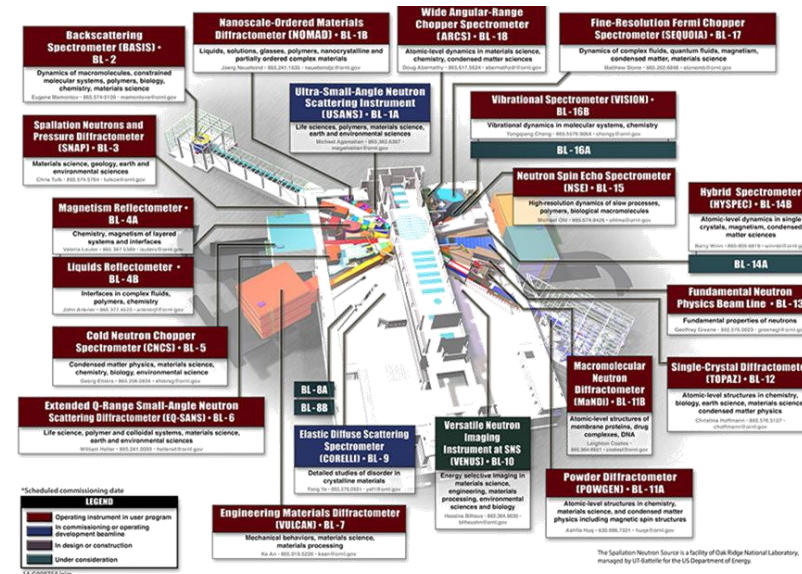 Nanoscale-Ordered Materials
Diffractometer (NOMAD) • BL-1B
Liquids, solutions, glasses, polymers, nanocrystalline and
partially ordered complex materials
Wide Angular-Range
Chopper Spectrometer
(ARCS) • BL-18
Atomic-level dynamics in materials science,
chemistry, condensed matter sciences
Fine-Resolution Fermi Chopper
Spectrometer (SEQUOIA) • BL-17
Dynamics of complex fluids, quantum fluids, magnetism,
condensed matter, materials science
Backscattering
Spectrometer (BASIS) •
BL-2
Dynamics of macromolecules, constrained
molecular systems, polymers, biology,
chemistry, materials science
Ultra-Small-Angle Neutron
Scattering Instrument
(USANS) • BL-1A
Life sciences, polymers, materials science,
earth and environmental sciences
Vibrational Spectrometer (VISION) •
BL-16B
Vibrational dynamics in molecular systems, chemistry
BL-16A
Spallation Neutrons and
Pressure Diffractometer
(SNAP) • BL-3
Materials science, geology, earth and
environmental sciences
Neutron Spin Echo Spectrometer
(NSE) • BL-15
High-resolution dynamics of slow processes,
polymers, biological macromolecules
Hybrid Spectrometer
(HYSPEC) • BL-14B
Atomic-level dynamics in single
crystals, magnetism, condensed
matter sciences
BL-14A
Magnetism Reflectometer •
BL-4A
Chemistry, magnetism of layered
systems and interfaces
Liquids Reflectometer •
BL-4B
Interfaces in complex fluids,
polymers, chemistry
Fundamental Neutron
Physics Beam Line • BL-13
Fundamental properties of neutrons
Cold Neutron Chopper
Spectrometer (CNCS) • BL-5
Condensed matter physics, materials science,
chemistry, biology, environmental science
Single-Crystal Diffractometer
(TOPAZ) • BL-12
Atomic-level structures in chemistry,
biology, earth science, materials science,
condensed matter physics
Macromolecular
Neutron
Diffractometer
(MaNDi) • BL-11B
Atomic-level structures of
membrane proteins, drug
complexes, DNA
BL-8A
BL-8B
Extended Q-Range Small-Angle Neutron
Scattering Diffractometer (EQ-SANS) • BL-6
Life science, polymer and colloidal systems, materials science,
earth and environmental sciences
Elastic Diffuse Scattering
Spectrometer
(CORELLI) • BL-9
Detailed studies of disorder in
crystalline materials
Versatile Neutron
Imaging
Instrument at SNS
(VENUS) • BL-10
Energy selective imaging in
materials science,
engineering, materials
processing, environmental
sciences and biology
Powder Diffractometer
(POWGEN) • BL-11A
Atomic-level structures in chemistry,
materials science, and condensed matter
physics including magnetic spin structures
Engineering Materials Diffractometer
(VULCAN) • BL-7
Mechanical behaviors, materials science,
materials processing
*Scheduled commissioning date
LEGEND
Operating instrument in user program
In commissioning or operating
development beamline
In design or construction
Under consideration
The Spallation Neutron Source is a facility of Oak Ridge National Laboratory,
managed by UT-Battelle for the US Department of Energy.